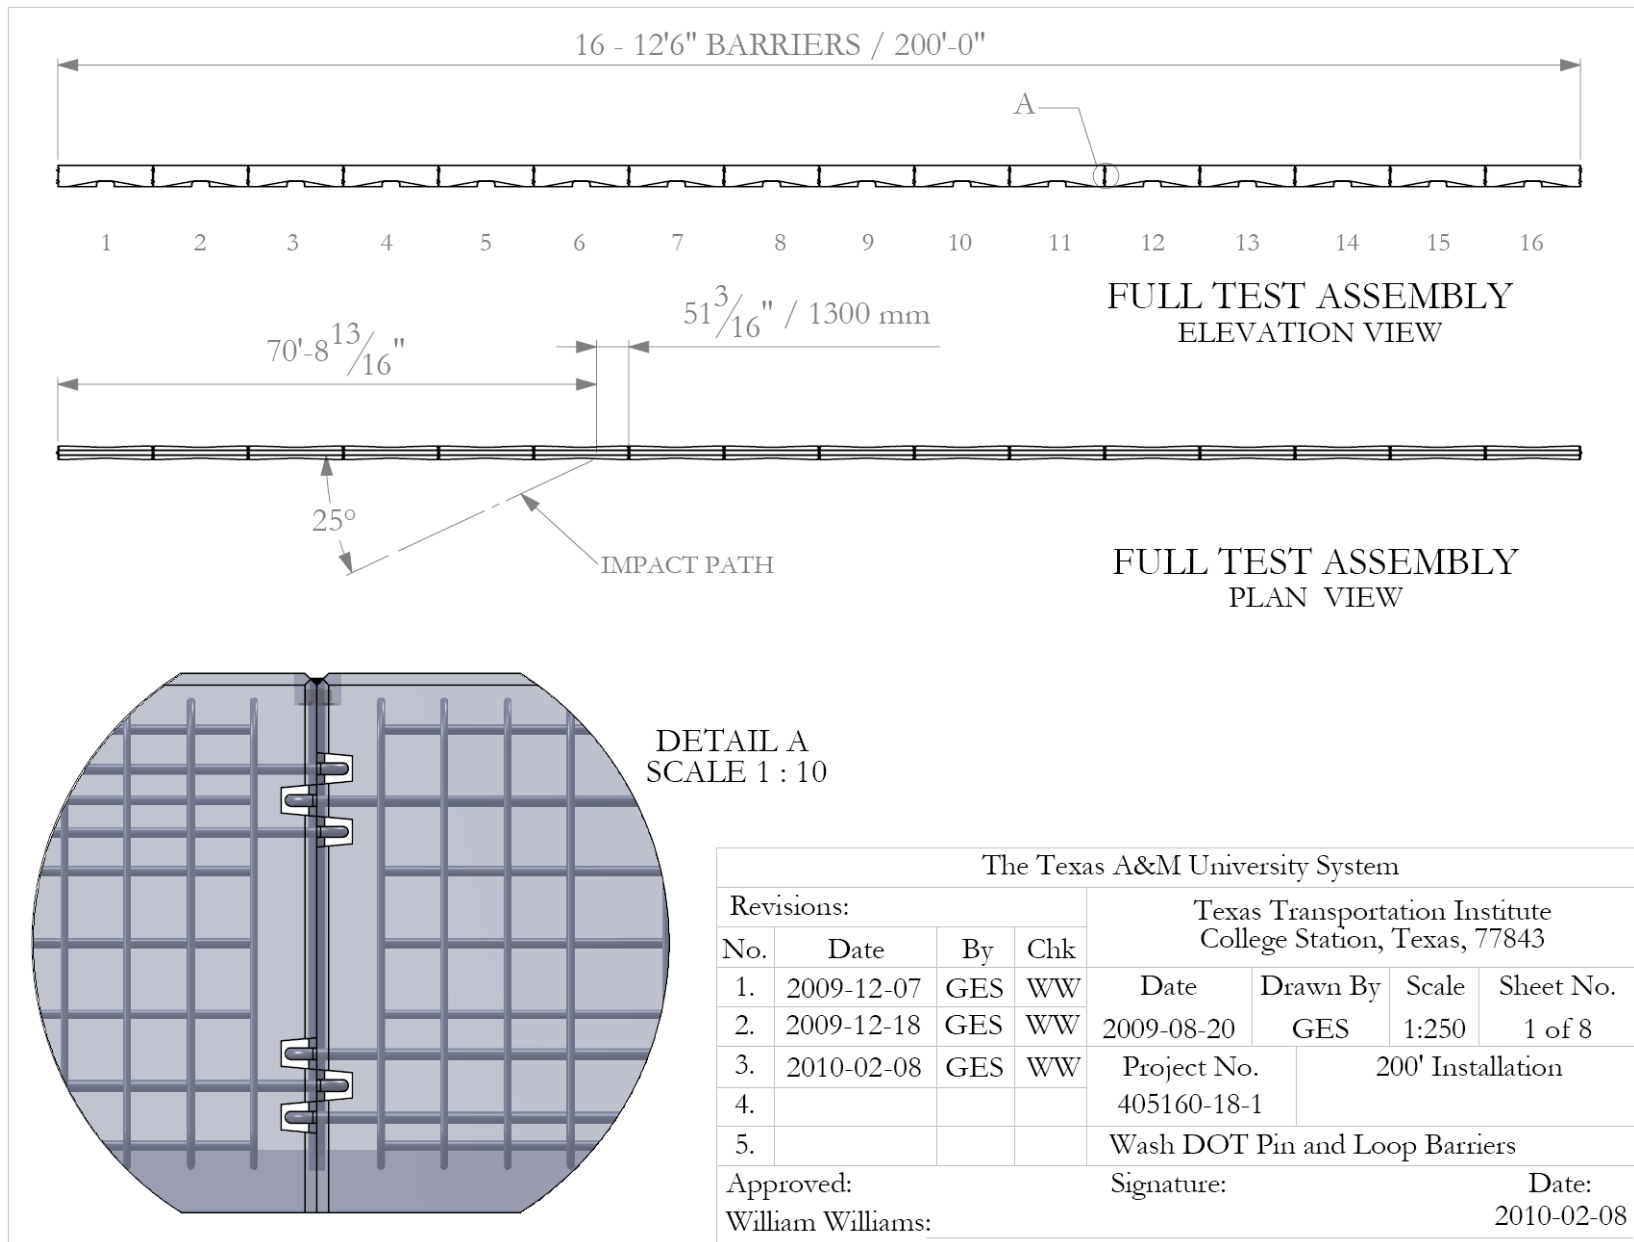 16 - 12'6" BARRIERS / 200'-0"
A
1 2 3 4 5 6 7 8 9 10 11 12 13 14 15 16
FULL TEST ASSEMBLY
ELEVATION VIEW
51 3/16" / 1300 mm
70'-8 13/16"
25°
IMPACT PATH
FULL TEST ASSEMBLY
PLAN VIEW
DETAIL A
SCALE 1 : 10
The Texas A&M University System
Revisions:
No. Date By Chk
1. 2009-12-07 GES WW
2. 2009-12-18 GES WW
3. 2010-02-08 GES WW
4.
5.
Texas Transportation Institute
College Station, Texas, 77843
Date Drawn By Scale Sheet No.
2009-08-20 GES 1:250 1 of 8
Project No. 200' Installation
405160-18-1
Wash DOT Pin and Loop Barriers
Approved: Signature: Date:
William Williams: 2010-02-08